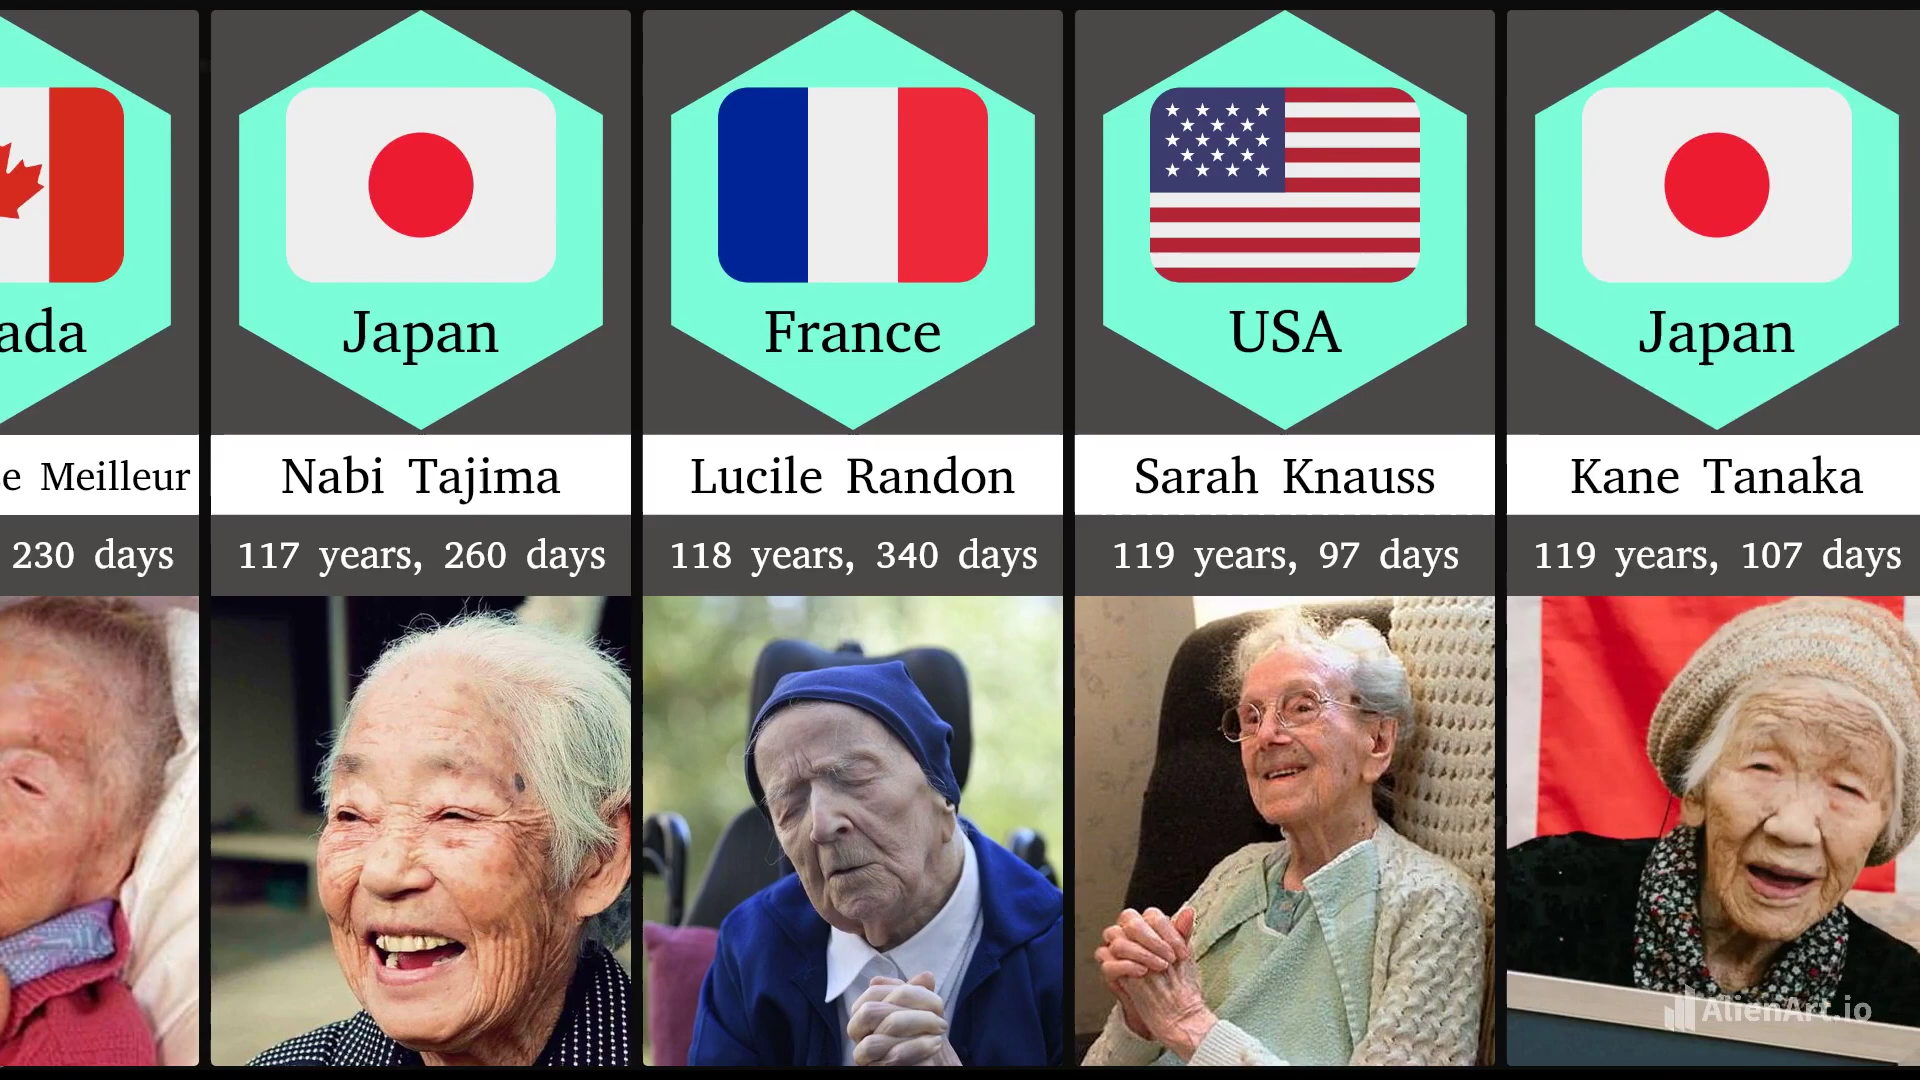 ada
e Meilleur
230 days
Japan
Nabi Tajima
117 years, 260 days
France
Lucile Randon
118 years, 340 days
USA
Sarah Knauss
119 years, 97 days
Japan
Kane Tanaka
119 years, 107 days
AlienArt.io